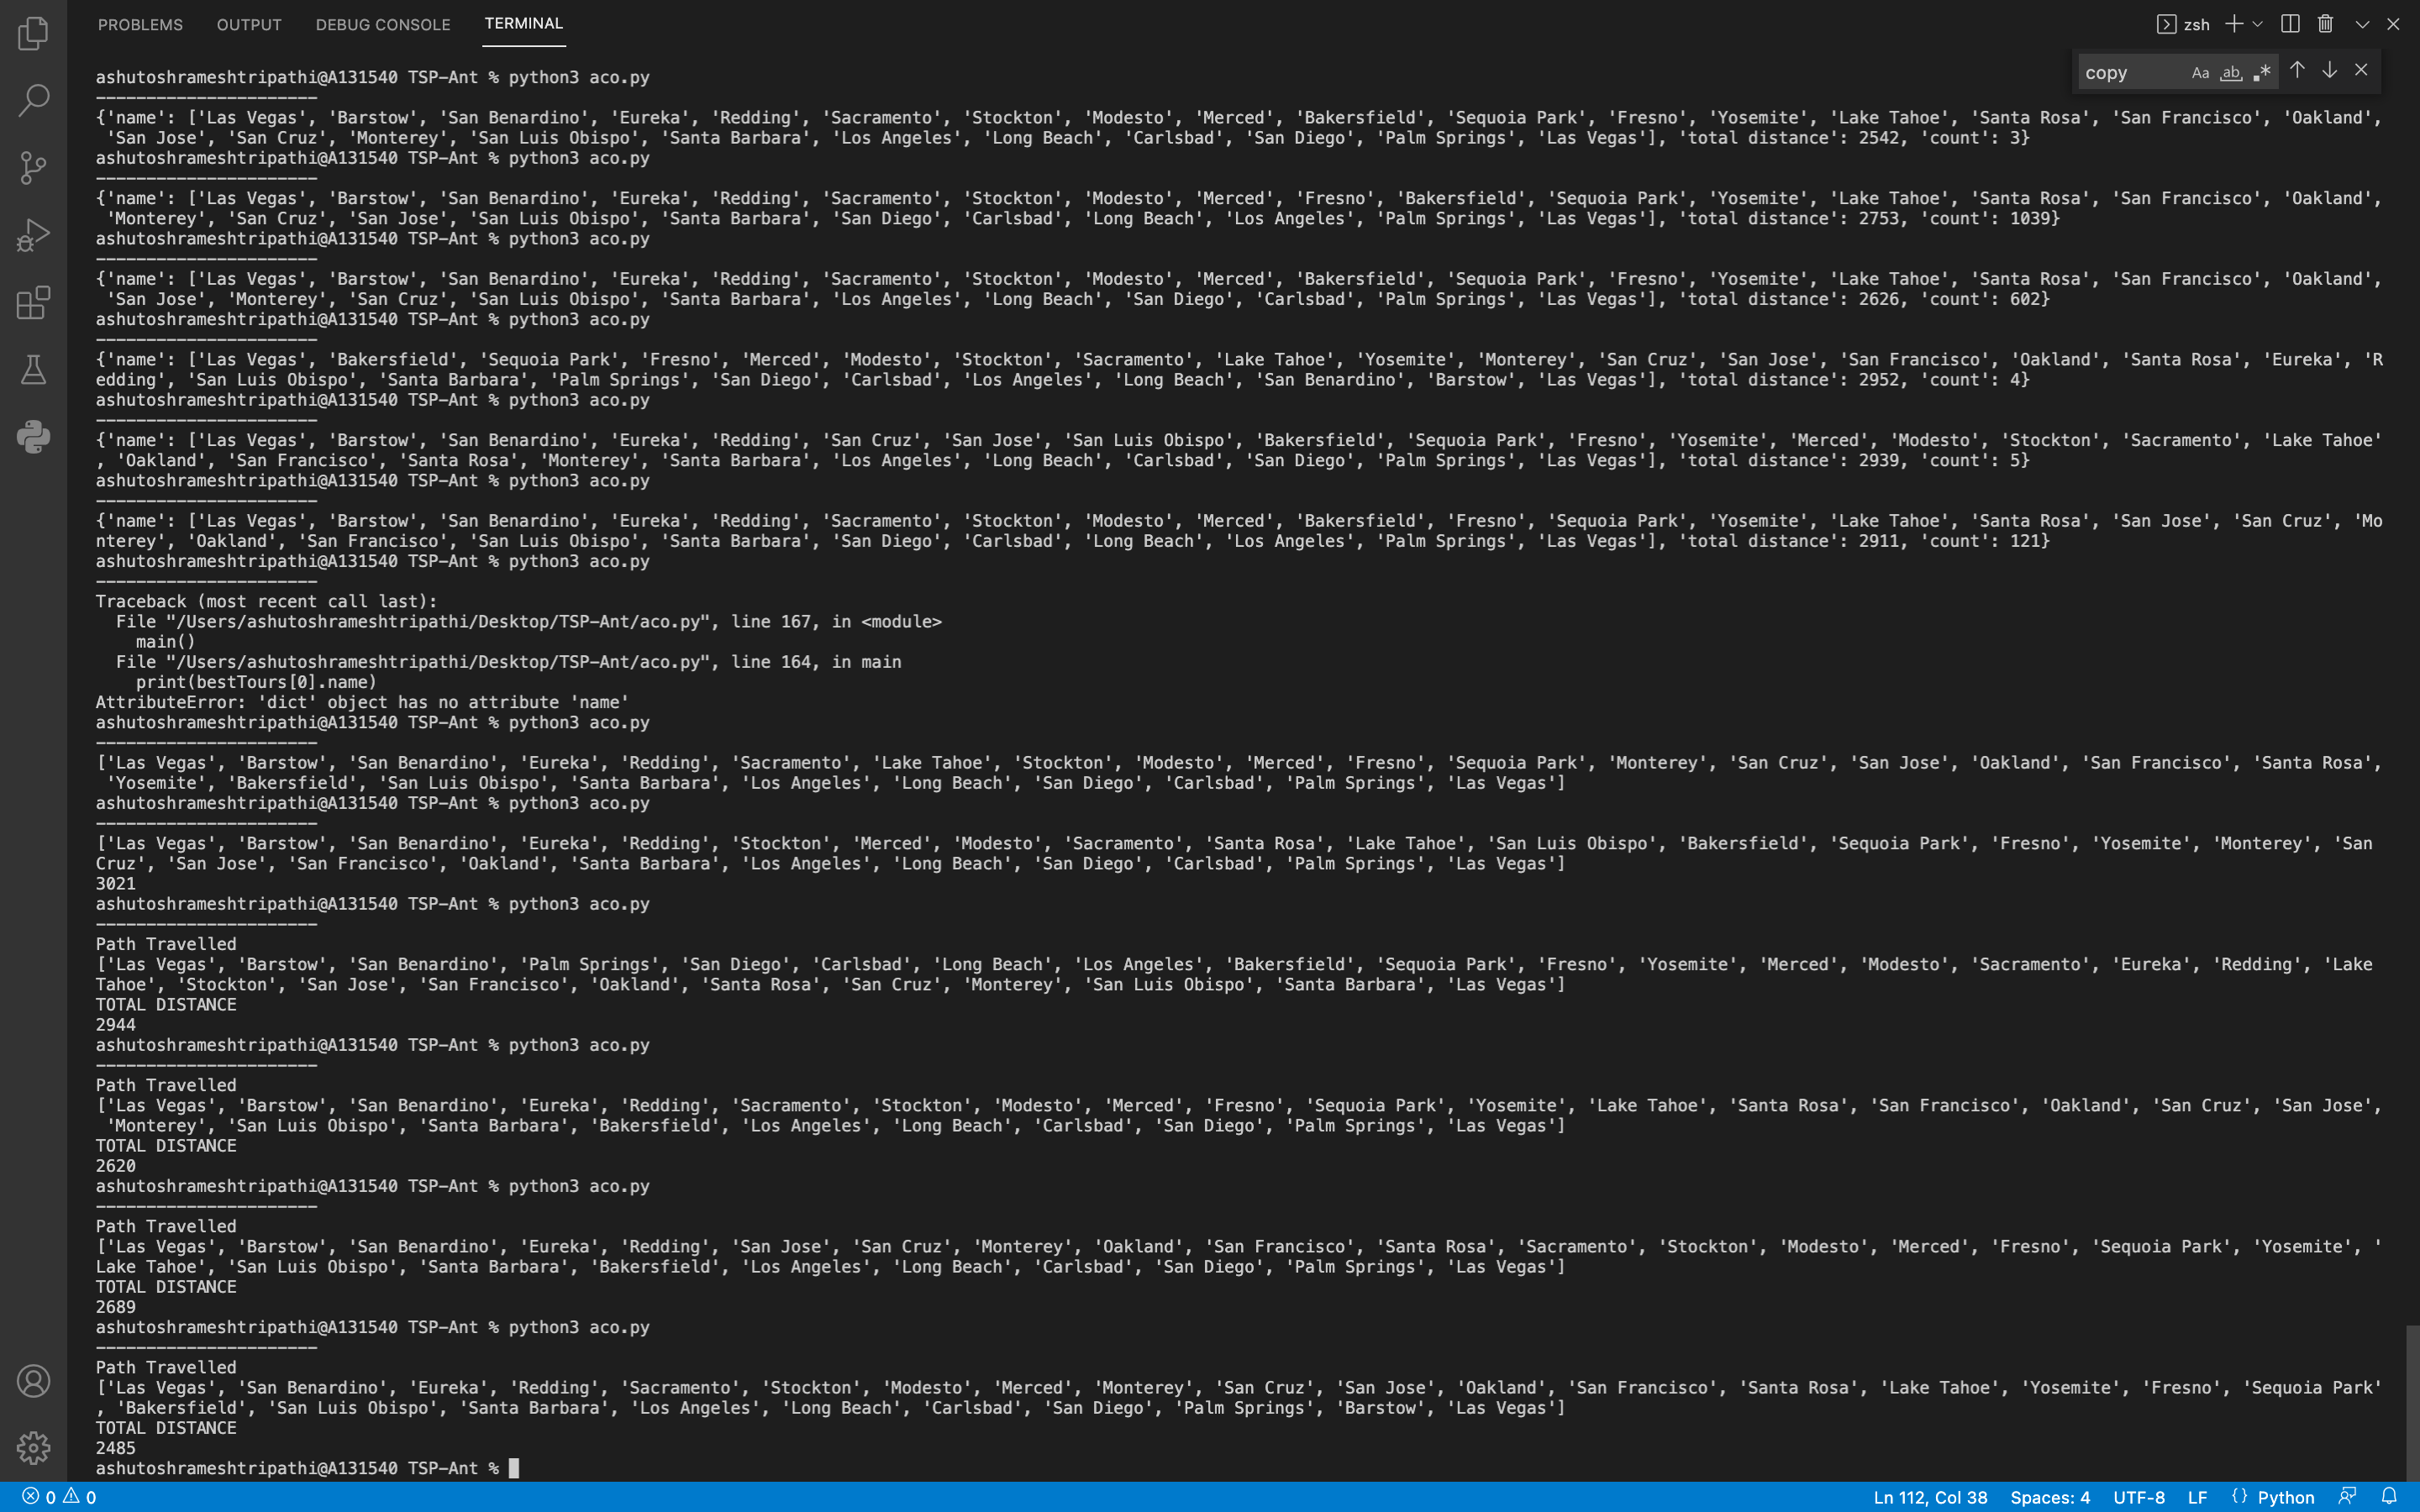 PROBLEMS OUTPUT DEBUG CONSOLE TERMINAL zsh
copy Aa ab .*
ashutoshrameshtripathi@A131540 TSP-Ant % python3 aco.py
----------------------
{'name': ['Las Vegas', 'Barstow', 'San Benardino', 'Eureka', 'Redding', 'Sacramento', 'Stockton', 'Modesto', 'Merced', 'Bakersfield', 'Sequoia Park', 'Fresno', 'Yosemite', 'Lake Tahoe', 'Santa Rosa', 'San Francisco', 'Oakland',
'San Jose', 'San Cruz', 'Monterey', 'San Luis Obispo', 'Santa Barbara', 'Los Angeles', 'Long Beach', 'Carlsbad', 'San Diego', 'Palm Springs', 'Las Vegas'], 'total distance': 2542, 'count': 3}
ashutoshrameshtripathi@A131540 TSP-Ant % python3 aco.py
----------------------
{'name': ['Las Vegas', 'Barstow', 'San Benardino', 'Eureka', 'Redding', 'Sacramento', 'Stockton', 'Modesto', 'Merced', 'Fresno', 'Bakersfield', 'Sequoia Park', 'Yosemite', 'Lake Tahoe', 'Santa Rosa', 'San Francisco', 'Oakland',
'Monterey', 'San Cruz', 'San Jose', 'San Luis Obispo', 'Santa Barbara', 'San Diego', 'Carlsbad', 'Long Beach', 'Los Angeles', 'Palm Springs', 'Las Vegas'], 'total distance': 2753, 'count': 1039}
ashutoshrameshtripathi@A131540 TSP-Ant % python3 aco.py
----------------------
{'name': ['Las Vegas', 'Barstow', 'San Benardino', 'Eureka', 'Redding', 'Sacramento', 'Stockton', 'Modesto', 'Merced', 'Bakersfield', 'Sequoia Park', 'Fresno', 'Yosemite', 'Lake Tahoe', 'Santa Rosa', 'San Francisco', 'Oakland',
'San Jose', 'Monterey', 'San Cruz', 'San Luis Obispo', 'Santa Barbara', 'Los Angeles', 'Long Beach', 'San Diego', 'Carlsbad', 'Palm Springs', 'Las Vegas'], 'total distance': 2626, 'count': 602}
ashutoshrameshtripathi@A131540 TSP-Ant % python3 aco.py
----------------------
{'name': ['Las Vegas', 'Bakersfield', 'Sequoia Park', 'Fresno', 'Merced', 'Modesto', 'Stockton', 'Sacramento', 'Lake Tahoe', 'Yosemite', 'Monterey', 'San Cruz', 'San Jose', 'San Francisco', 'Oakland', 'Santa Rosa', 'Eureka', 'R
edding', 'San Luis Obispo', 'Santa Barbara', 'Palm Springs', 'San Diego', 'Carlsbad', 'Los Angeles', 'Long Beach', 'San Benardino', 'Barstow', 'Las Vegas'], 'total distance': 2952, 'count': 4}
ashutoshrameshtripathi@A131540 TSP-Ant % python3 aco.py
----------------------
{'name': ['Las Vegas', 'Barstow', 'San Benardino', 'Eureka', 'Redding', 'San Cruz', 'San Jose', 'San Luis Obispo', 'Bakersfield', 'Sequoia Park', 'Fresno', 'Yosemite', 'Merced', 'Modesto', 'Stockton', 'Sacramento', 'Lake Tahoe'
, 'Oakland', 'San Francisco', 'Santa Rosa', 'Monterey', 'Santa Barbara', 'Los Angeles', 'Long Beach', 'Carlsbad', 'San Diego', 'Palm Springs', 'Las Vegas'], 'total distance': 2939, 'count': 5}
ashutoshrameshtripathi@A131540 TSP-Ant % python3 aco.py
----------------------
{'name': ['Las Vegas', 'Barstow', 'San Benardino', 'Eureka', 'Redding', 'Sacramento', 'Stockton', 'Modesto', 'Merced', 'Bakersfield', 'Fresno', 'Sequoia Park', 'Yosemite', 'Lake Tahoe', 'Santa Rosa', 'San Jose', 'San Cruz', 'Mo
nterey', 'Oakland', 'San Francisco', 'San Luis Obispo', 'Santa Barbara', 'San Diego', 'Carlsbad', 'Long Beach', 'Los Angeles', 'Palm Springs', 'Las Vegas'], 'total distance': 2911, 'count': 121}
ashutoshrameshtripathi@A131540 TSP-Ant % python3 aco.py
----------------------
Traceback (most recent call last):
File "/Users/ashutoshrameshtripathi/Desktop/TSP-Ant/aco.py", line 167, in <module>
main()
File "/Users/ashutoshrameshtripathi/Desktop/TSP-Ant/aco.py", line 164, in main
print(bestTours[0].name)
AttributeError: 'dict' object has no attribute 'name'
ashutoshrameshtripathi@A131540 TSP-Ant % python3 aco.py
----------------------
['Las Vegas', 'Barstow', 'San Benardino', 'Eureka', 'Redding', 'Sacramento', 'Lake Tahoe', 'Stockton', 'Modesto', 'Merced', 'Fresno', 'Sequoia Park', 'Monterey', 'San Cruz', 'San Jose', 'Oakland', 'San Francisco', 'Santa Rosa',
'Yosemite', 'Bakersfield', 'San Luis Obispo', 'Santa Barbara', 'Los Angeles', 'Long Beach', 'San Diego', 'Carlsbad', 'Palm Springs', 'Las Vegas']
ashutoshrameshtripathi@A131540 TSP-Ant % python3 aco.py
----------------------
['Las Vegas', 'Barstow', 'San Benardino', 'Eureka', 'Redding', 'Stockton', 'Merced', 'Modesto', 'Sacramento', 'Santa Rosa', 'Lake Tahoe', 'San Luis Obispo', 'Bakersfield', 'Sequoia Park', 'Fresno', 'Yosemite', 'Monterey', 'San
Cruz', 'San Jose', 'San Francisco', 'Oakland', 'Santa Barbara', 'Los Angeles', 'Long Beach', 'San Diego', 'Carlsbad', 'Palm Springs', 'Las Vegas']
3021
ashutoshrameshtripathi@A131540 TSP-Ant % python3 aco.py
----------------------
Path Travelled
['Las Vegas', 'Barstow', 'San Benardino', 'Palm Springs', 'San Diego', 'Carlsbad', 'Long Beach', 'Los Angeles', 'Bakersfield', 'Sequoia Park', 'Fresno', 'Yosemite', 'Merced', 'Modesto', 'Sacramento', 'Eureka', 'Redding', 'Lake
Tahoe', 'Stockton', 'San Jose', 'San Francisco', 'Oakland', 'Santa Rosa', 'San Cruz', 'Monterey', 'San Luis Obispo', 'Santa Barbara', 'Las Vegas']
TOTAL DISTANCE
2944
ashutoshrameshtripathi@A131540 TSP-Ant % python3 aco.py
----------------------
Path Travelled
['Las Vegas', 'Barstow', 'San Benardino', 'Eureka', 'Redding', 'Sacramento', 'Stockton', 'Modesto', 'Merced', 'Fresno', 'Sequoia Park', 'Yosemite', 'Lake Tahoe', 'Santa Rosa', 'San Francisco', 'Oakland', 'San Cruz', 'San Jose',
'Monterey', 'San Luis Obispo', 'Santa Barbara', 'Bakersfield', 'Los Angeles', 'Long Beach', 'Carlsbad', 'San Diego', 'Palm Springs', 'Las Vegas']
TOTAL DISTANCE
2620
ashutoshrameshtripathi@A131540 TSP-Ant % python3 aco.py
----------------------
Path Travelled
['Las Vegas', 'Barstow', 'San Benardino', 'Eureka', 'Redding', 'San Jose', 'San Cruz', 'Monterey', 'Oakland', 'San Francisco', 'Santa Rosa', 'Sacramento', 'Stockton', 'Modesto', 'Merced', 'Fresno', 'Sequoia Park', 'Yosemite', '
Lake Tahoe', 'San Luis Obispo', 'Santa Barbara', 'Bakersfield', 'Los Angeles', 'Long Beach', 'Carlsbad', 'San Diego', 'Palm Springs', 'Las Vegas']
TOTAL DISTANCE
2689
ashutoshrameshtripathi@A131540 TSP-Ant % python3 aco.py
----------------------
Path Travelled
['Las Vegas', 'San Benardino', 'Eureka', 'Redding', 'Sacramento', 'Stockton', 'Modesto', 'Merced', 'Monterey', 'San Cruz', 'San Jose', 'Oakland', 'San Francisco', 'Santa Rosa', 'Lake Tahoe', 'Yosemite', 'Fresno', 'Sequoia Park'
, 'Bakersfield', 'San Luis Obispo', 'Santa Barbara', 'Los Angeles', 'Long Beach', 'Carlsbad', 'San Diego', 'Palm Springs', 'Barstow', 'Las Vegas']
TOTAL DISTANCE
2485
ashutoshrameshtripathi@A131540 TSP-Ant %
0 0 Ln 112, Col 38 Spaces: 4 UTF-8 LF {} Python